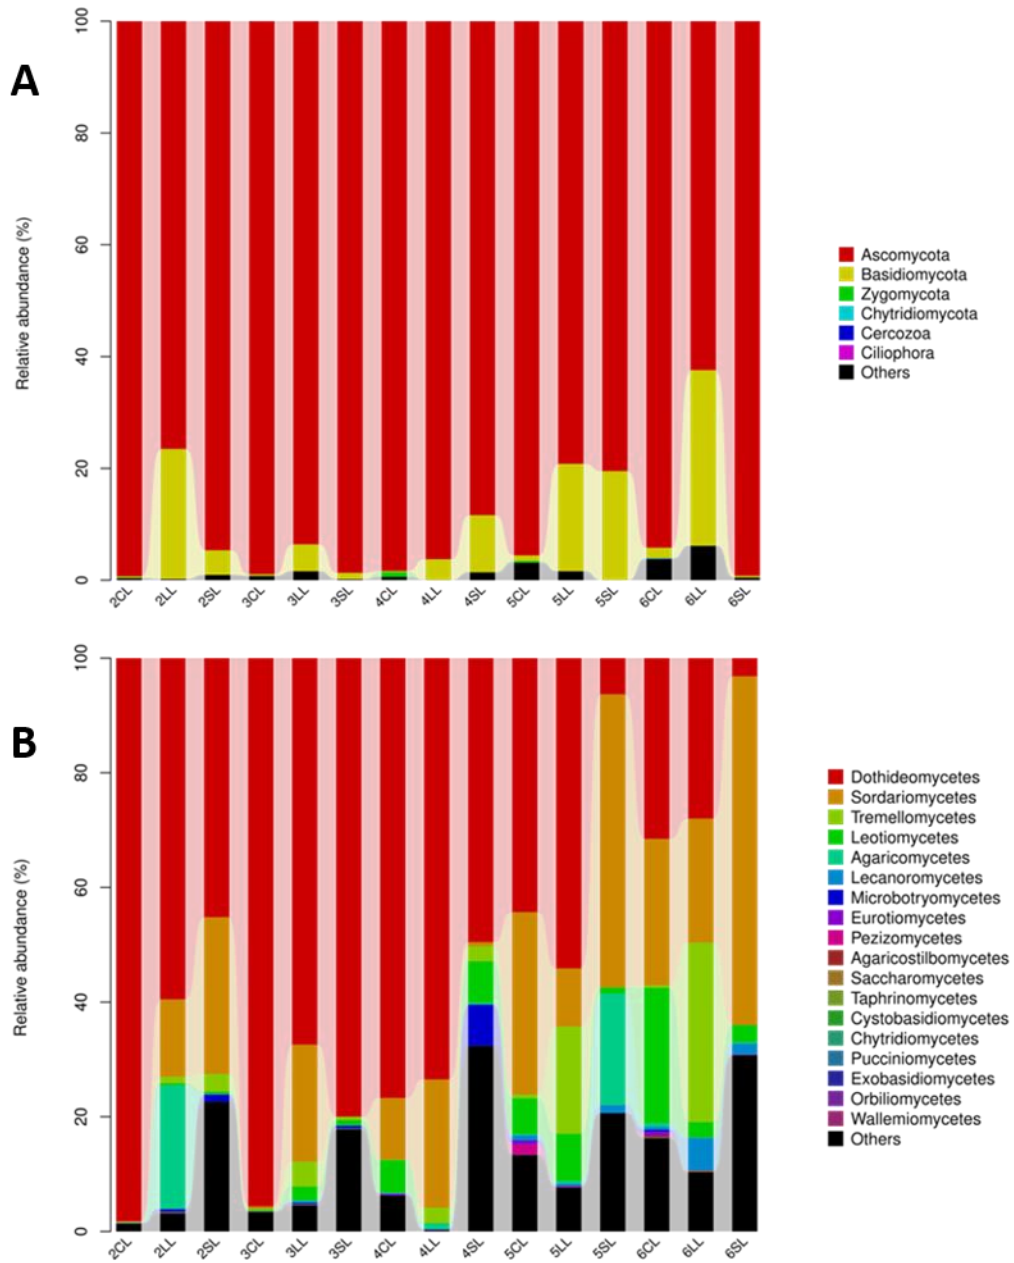 A
Relative abundance (%)
100
80
60
40
20
0
2CL 2LL 2SL 3CL 3LL 3SL 4CL 4LL 4SL 5CL 5LL 5SL 6CL 6LL 6SL
Ascomycota
Basidiomycota
Zygomycota
Chytridiomycota
Cercozoa
Ciliophora
Others
B
Relative abundance (%)
100
80
60
40
20
0
2CL 2LL 2SL 3CL 3LL 3SL 4CL 4LL 4SL 5CL 5LL 5SL 6CL 6LL 6SL
Dothideomycetes
Sordariomycetes
Tremellomycetes
Leotiomycetes
Agaricomycetes
Lecanoromycetes
Microbotryomycetes
Eurotiomycetes
Pezizomycetes
Agaricostilbomycetes
Saccharomycetes
Taphrinomycetes
Cystobasidiomycetes
Chytridiomycetes
Pucciniomycetes
Exobasidiomycetes
Orbiliomycetes
Wallemiomycetes
Others